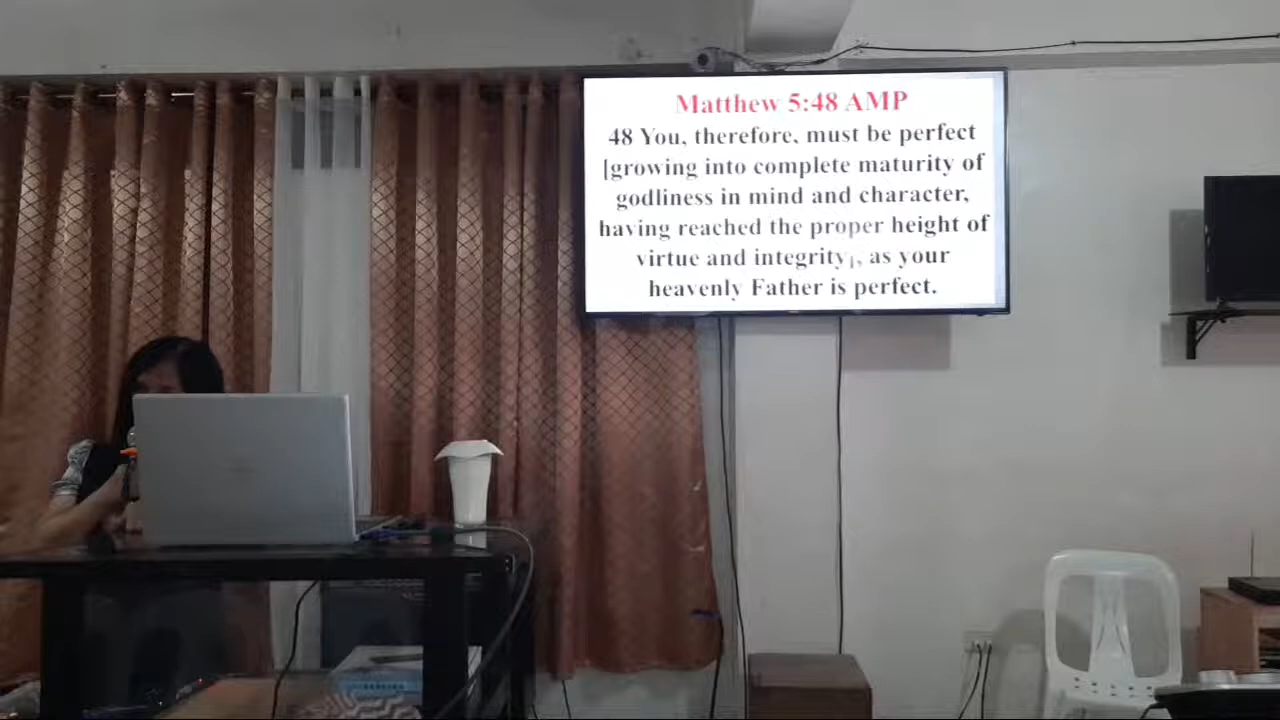 Matthew 5:48 AMP
48 You, therefore, must be perfect
[growing into complete maturity of
godliness in mind and character,
having reached the proper height of
virtue and integrity], as your
heavenly Father is perfect.